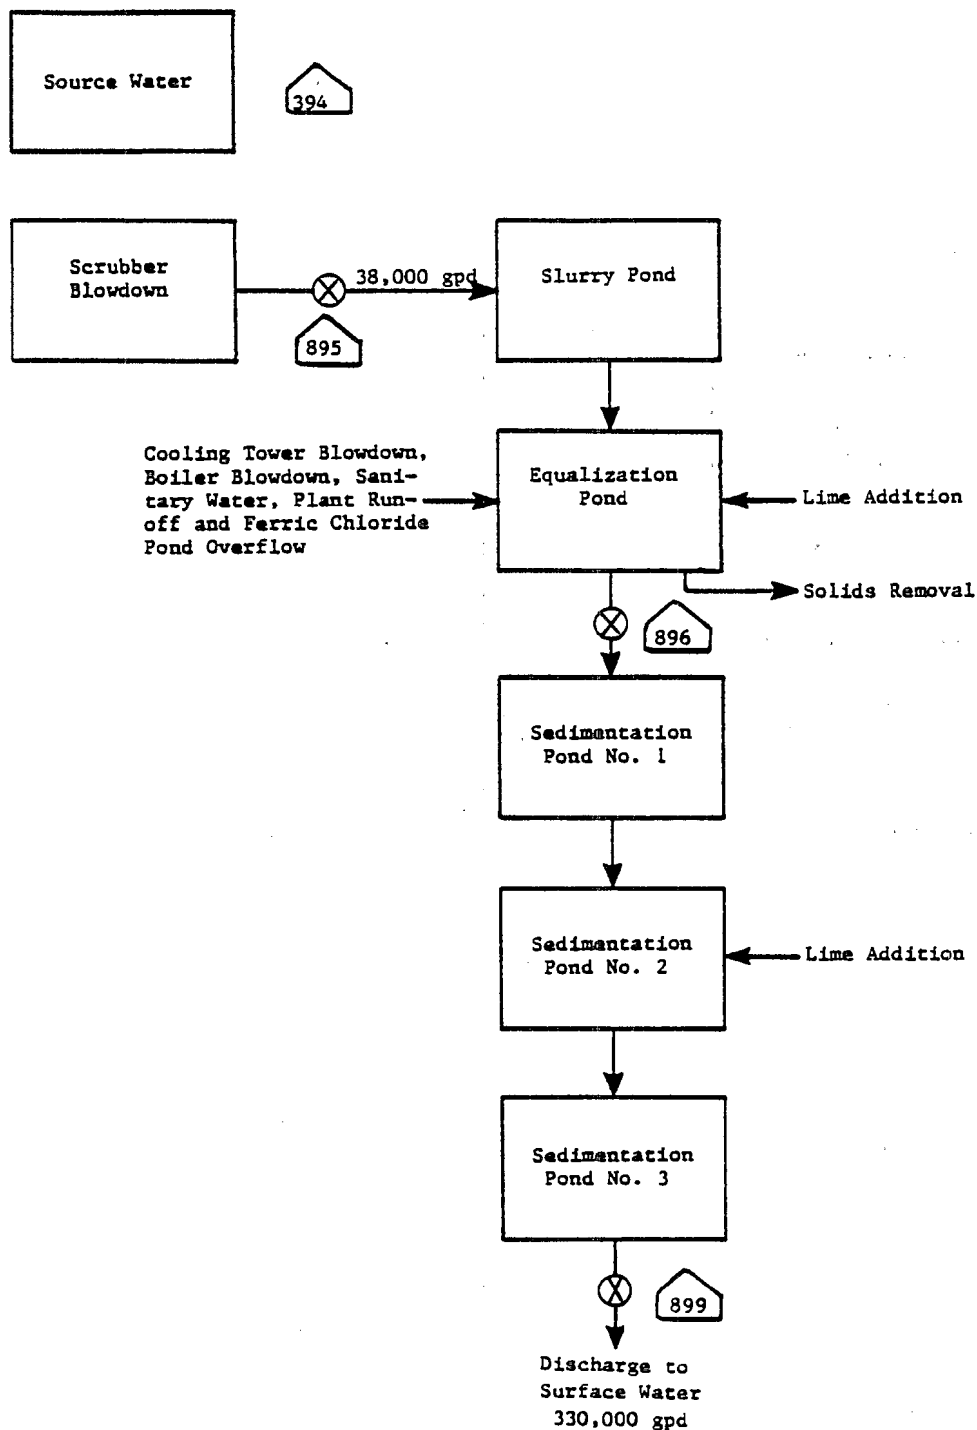 Source Water
394
Scrubber
Blowdown
38,000 gpd
895
Slurry Pond
Cooling Tower Blowdown,
Boiler Blowdown, Sani-
tary Water, Plant Run-
off and Ferric Chloride
Pond Overflow
Equalization
Pond
Lime Addition
Solids Removal
896
Sedimentation
Pond No. 1
Sedimentation
Pond No. 2
Lime Addition
Sedimentation
Pond No. 3
899
Discharge to
Surface Water
330,000 gpd